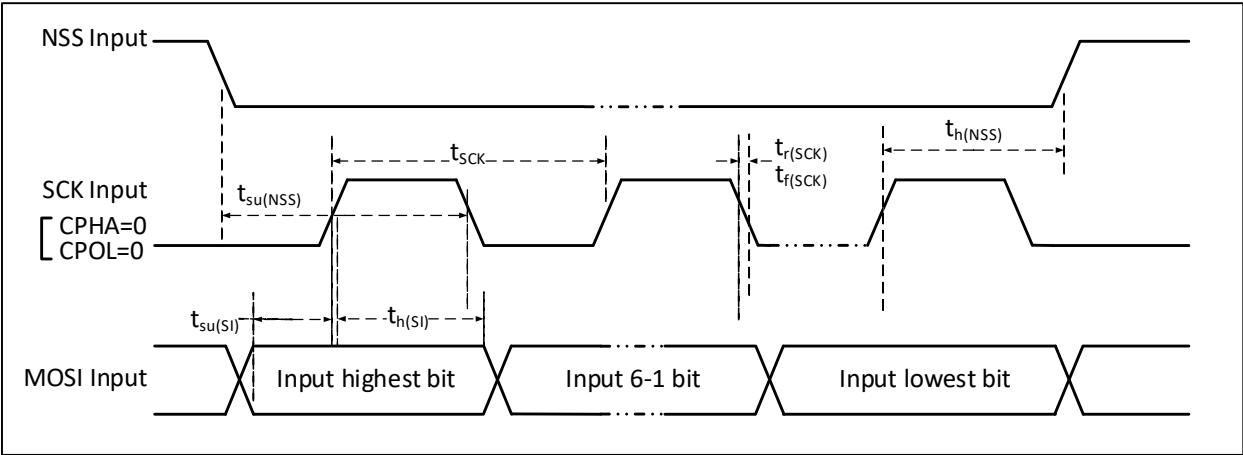 NSS Input
SCK Input
CPHA=0
CPOL=0
tsu(NSS)
tSCK
tr(SCK)
tf(SCK)
th(NSS)
tsu(SI)
th(SI)
MOSI Input
Input highest bit
Input 6-1 bit
Input lowest bit